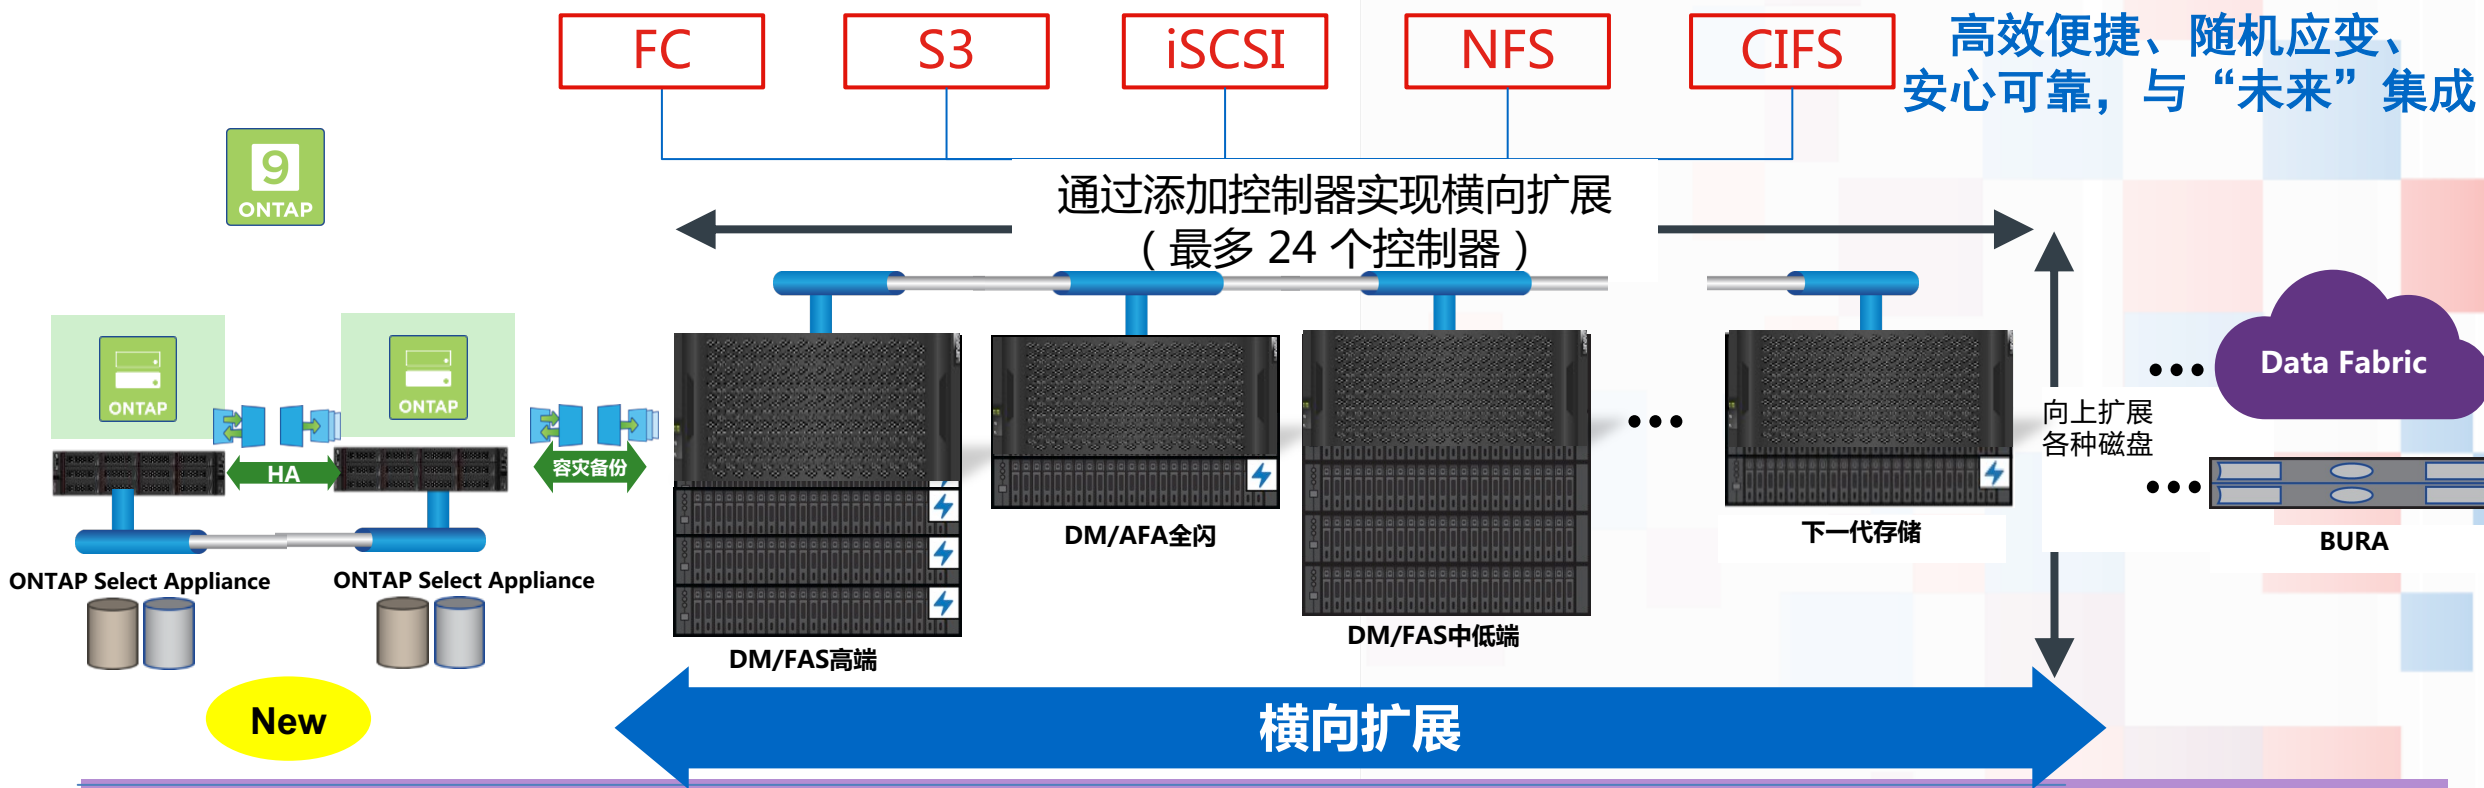 FC
S3
iSCSI
NFS
CIFS
高效便捷、随机应变、
安心可靠，与“未来”集成
9
ONTAP
通过添加控制器实现横向扩展
（最多 24 个控制器）
ONTAP
ONTAP
HA
容灾备份
向上扩展
各种磁盘
Data Fabric
DM/AFA全闪
下一代存储
BURA
ONTAP Select Appliance
ONTAP Select Appliance
DM/FAS中低端
DM/FAS高端
New
横向扩展